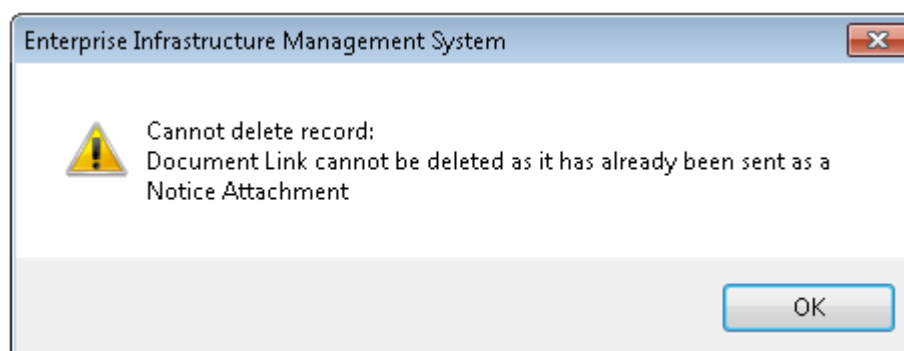 Enterprise Infrastructure Management System
Cannot delete record:
Document Link cannot be deleted as it has already been sent as a
Notice Attachment
OK